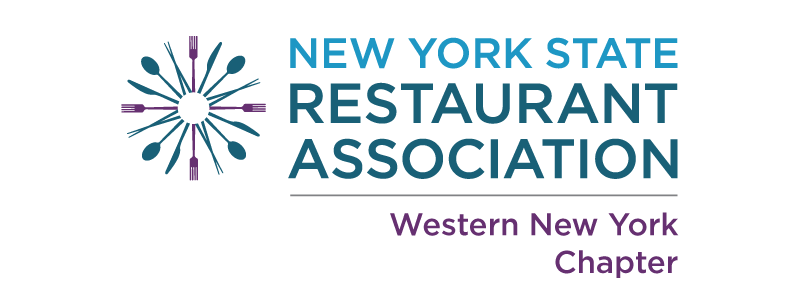 NEW YORK STATE
RESTAURANT
ASSOCIATION
Western New York
Chapter